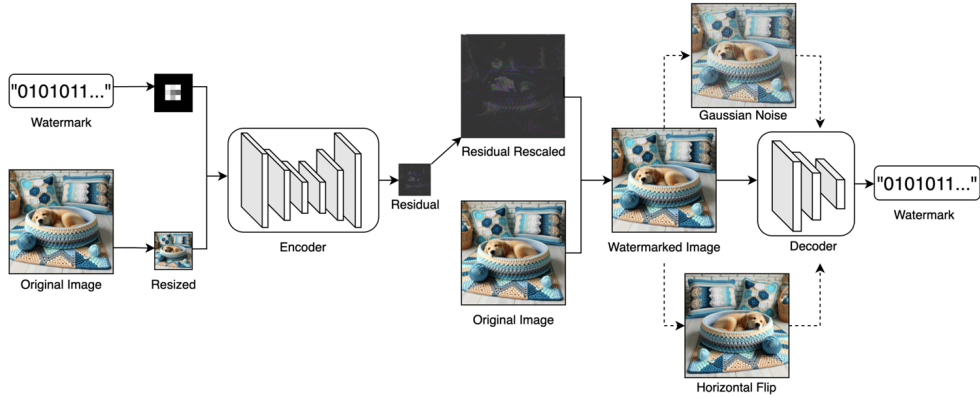 "0101011..."
Watermark
Original Image
Resized
Encoder
Residual
Residual Rescaled
Original Image
Gaussian Noise
Watermarked Image
Horizontal Flip
Decoder
"0101011..."
Watermark